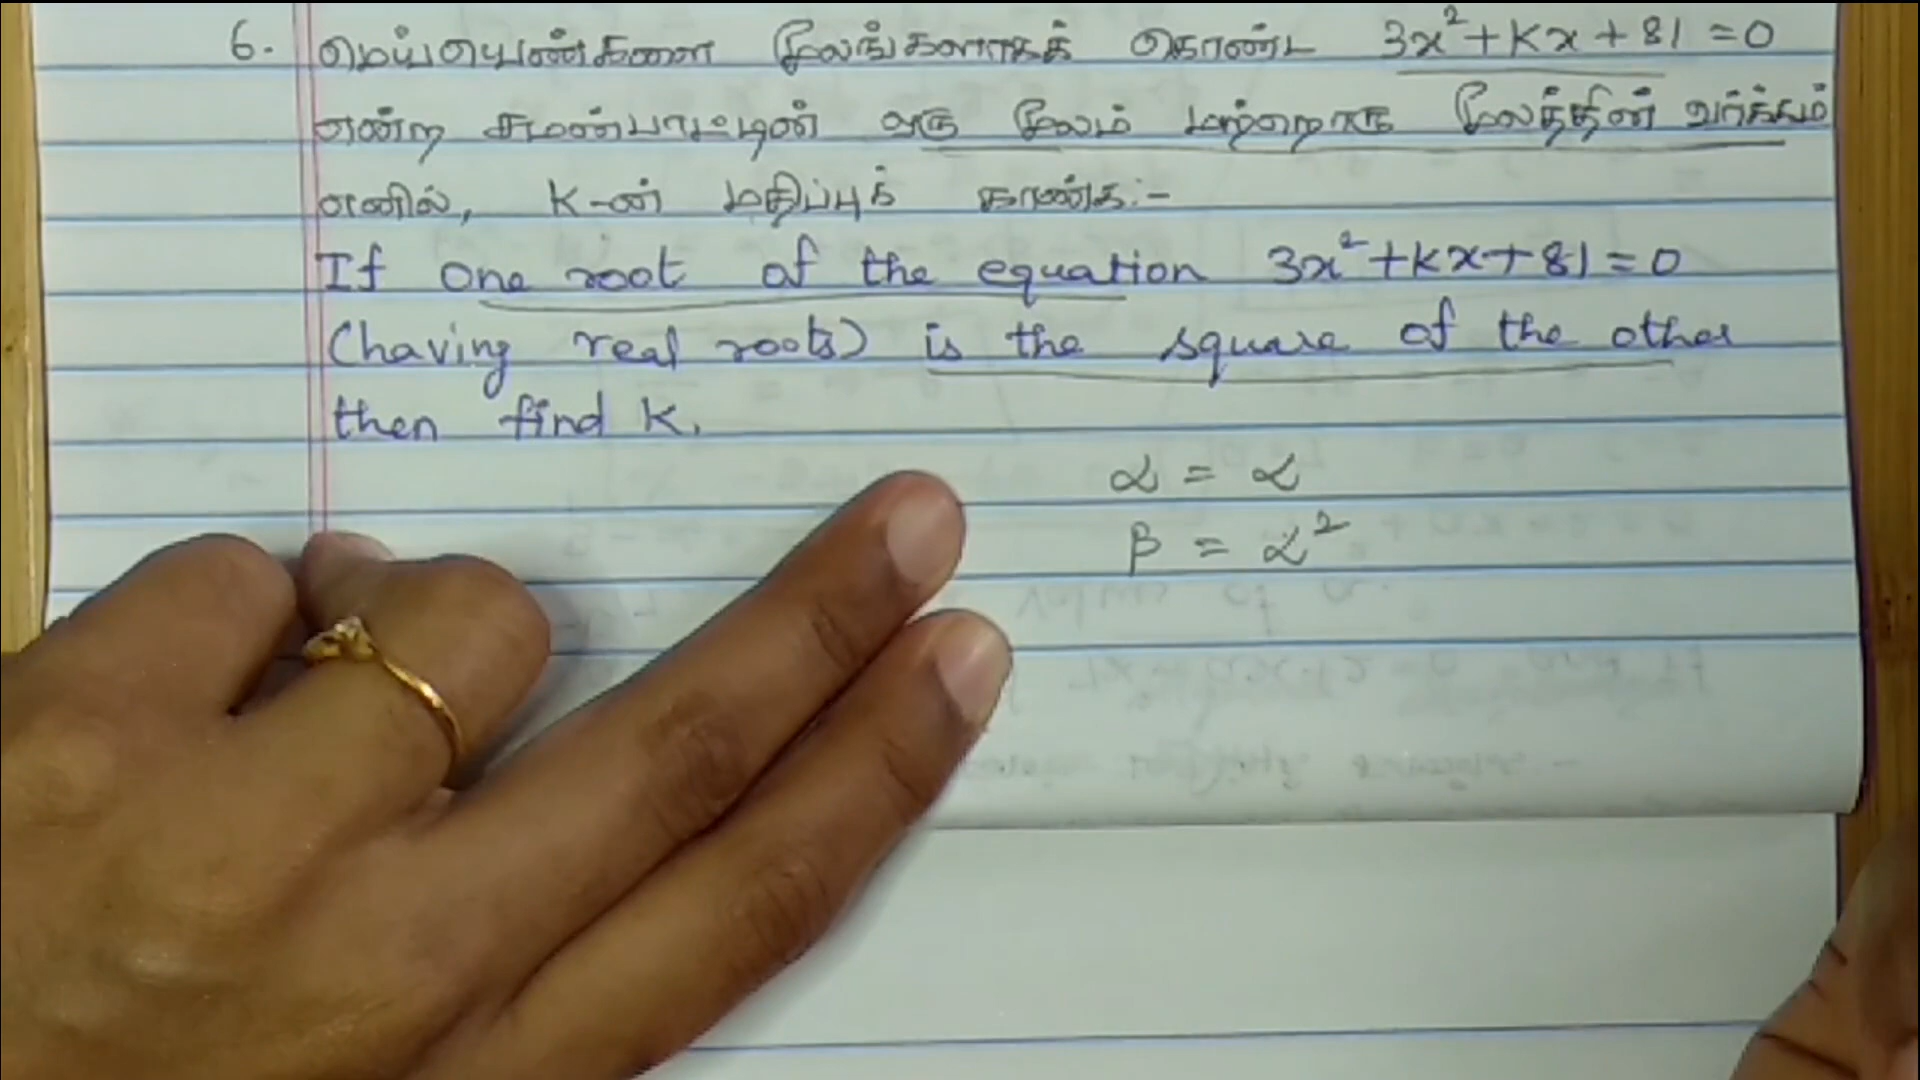 6. மெய்யெண்களை மூலங்களாகக் கொண்ட 3x²+Kx+81=0
என்ற சமன்பாட்டின் ஒரு மூலம் மற்றொரு மூலத்தின் வர்க்கம்
எனில், K-ன் மதிப்புக் காண்க:-
If one root of the equation 3x²+kx+81=0
(having real roots) is the square of the other
then find K.
α = α
β = α²